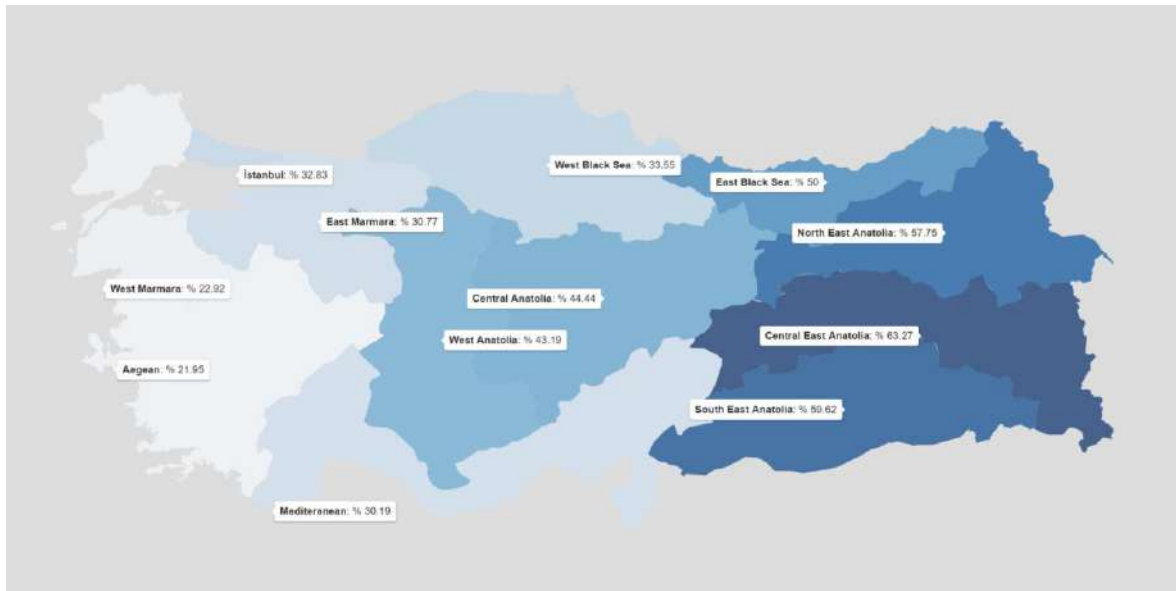 West Black Sea: % 33.55
İstanbul: % 32.83
East Black Sea: % 50
East Marmara: % 30.77
North East Anatolia: % 57.75
West Marmara: % 22.92
Central Anatolia: % 44.44
West Anatolia: % 43.19
Central East Anatolia: % 63.27
Aegean: % 21.95
South East Anatolia: % 59.62
Mediteranean: % 30.19